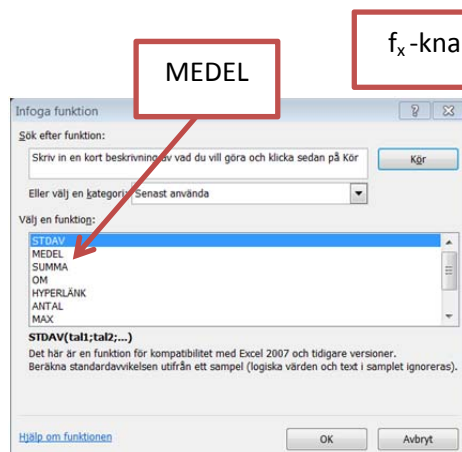 fx-kna
MEDEL
Infoga funktion
Sök efter funktion:
Skriv in en kort beskrivning av vad du vill göra och klicka sedan på Kör
Kör
Eller välj en kategori: Senast använda
Välj en funktion:
STDAV
MEDEL
SUMMA
OM
HYPERLÄNK
ANTAL
MAX
STDAV(tal1;tal2;...)
Det här är en funktion för kompatibilitet med Excel 2007 och tidigare versioner.
Beräkna standardavvikelsen utifrån ett sampel (logiska värden och text i samplet ignoreras).
Hjälp om funktionen
OK
Avbryt